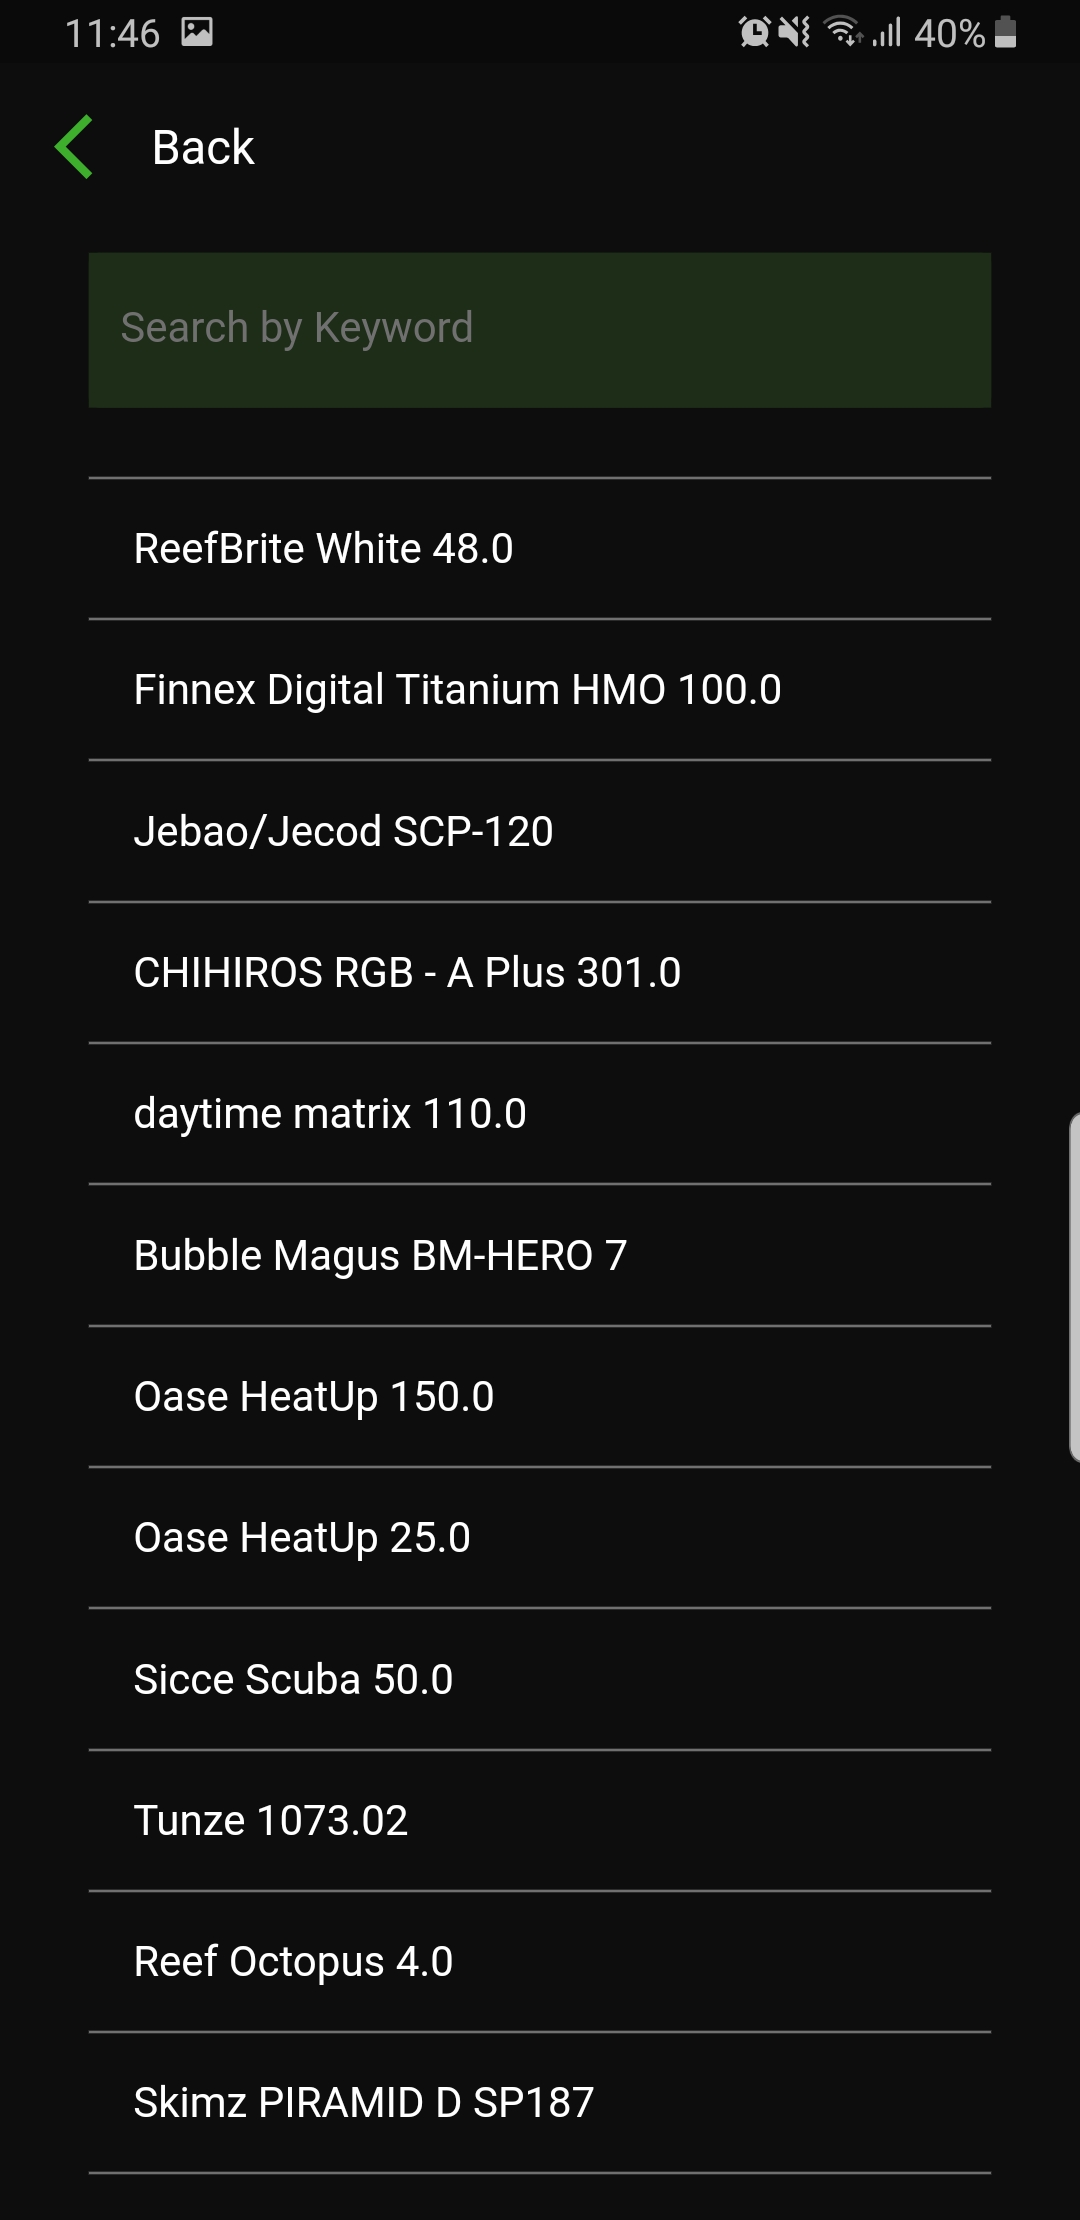 11:46
40%
Back
Search by Keyword
ReefBrite White 48.0
Finnex Digital Titanium HMO 100.0
Jebao/Jecod SCP-120
CHIHIROS RGB - A Plus 301.0
daytime matrix 110.0
Bubble Magus BM-HERO 7
Oase HeatUp 150.0
Oase HeatUp 25.0
Sicce Scuba 50.0
Tunze 1073.02
Reef Octopus 4.0
Skimz PIRAMID D SP187